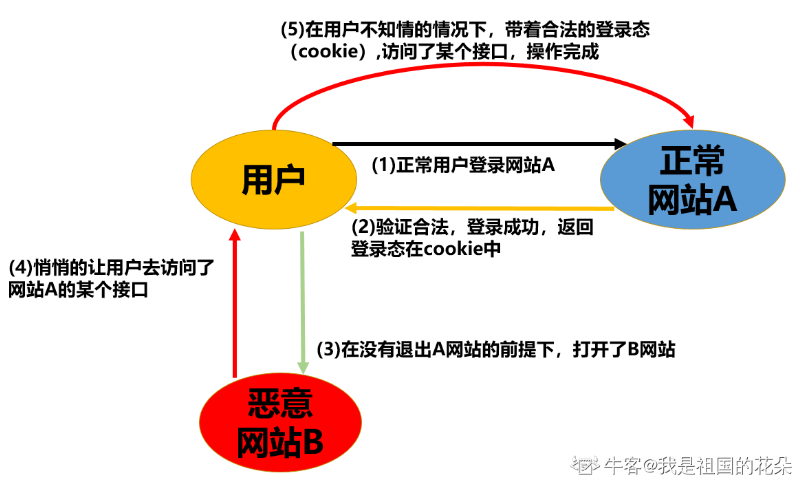 (5)在用户不知情的情况下，带着合法的登录态
（cookie）,访问了某个接口，操作完成
用户
正常
网站A
(1)正常用户登录网站A
(2)验证合法，登录成功，返回
登录态在cookie中
(4)悄悄的让用户去访问了
网站A的某个接口
(3)在没有退出A网站的前提下，打开了B网站
恶意
网站B
牛客@我是祖国的花朵